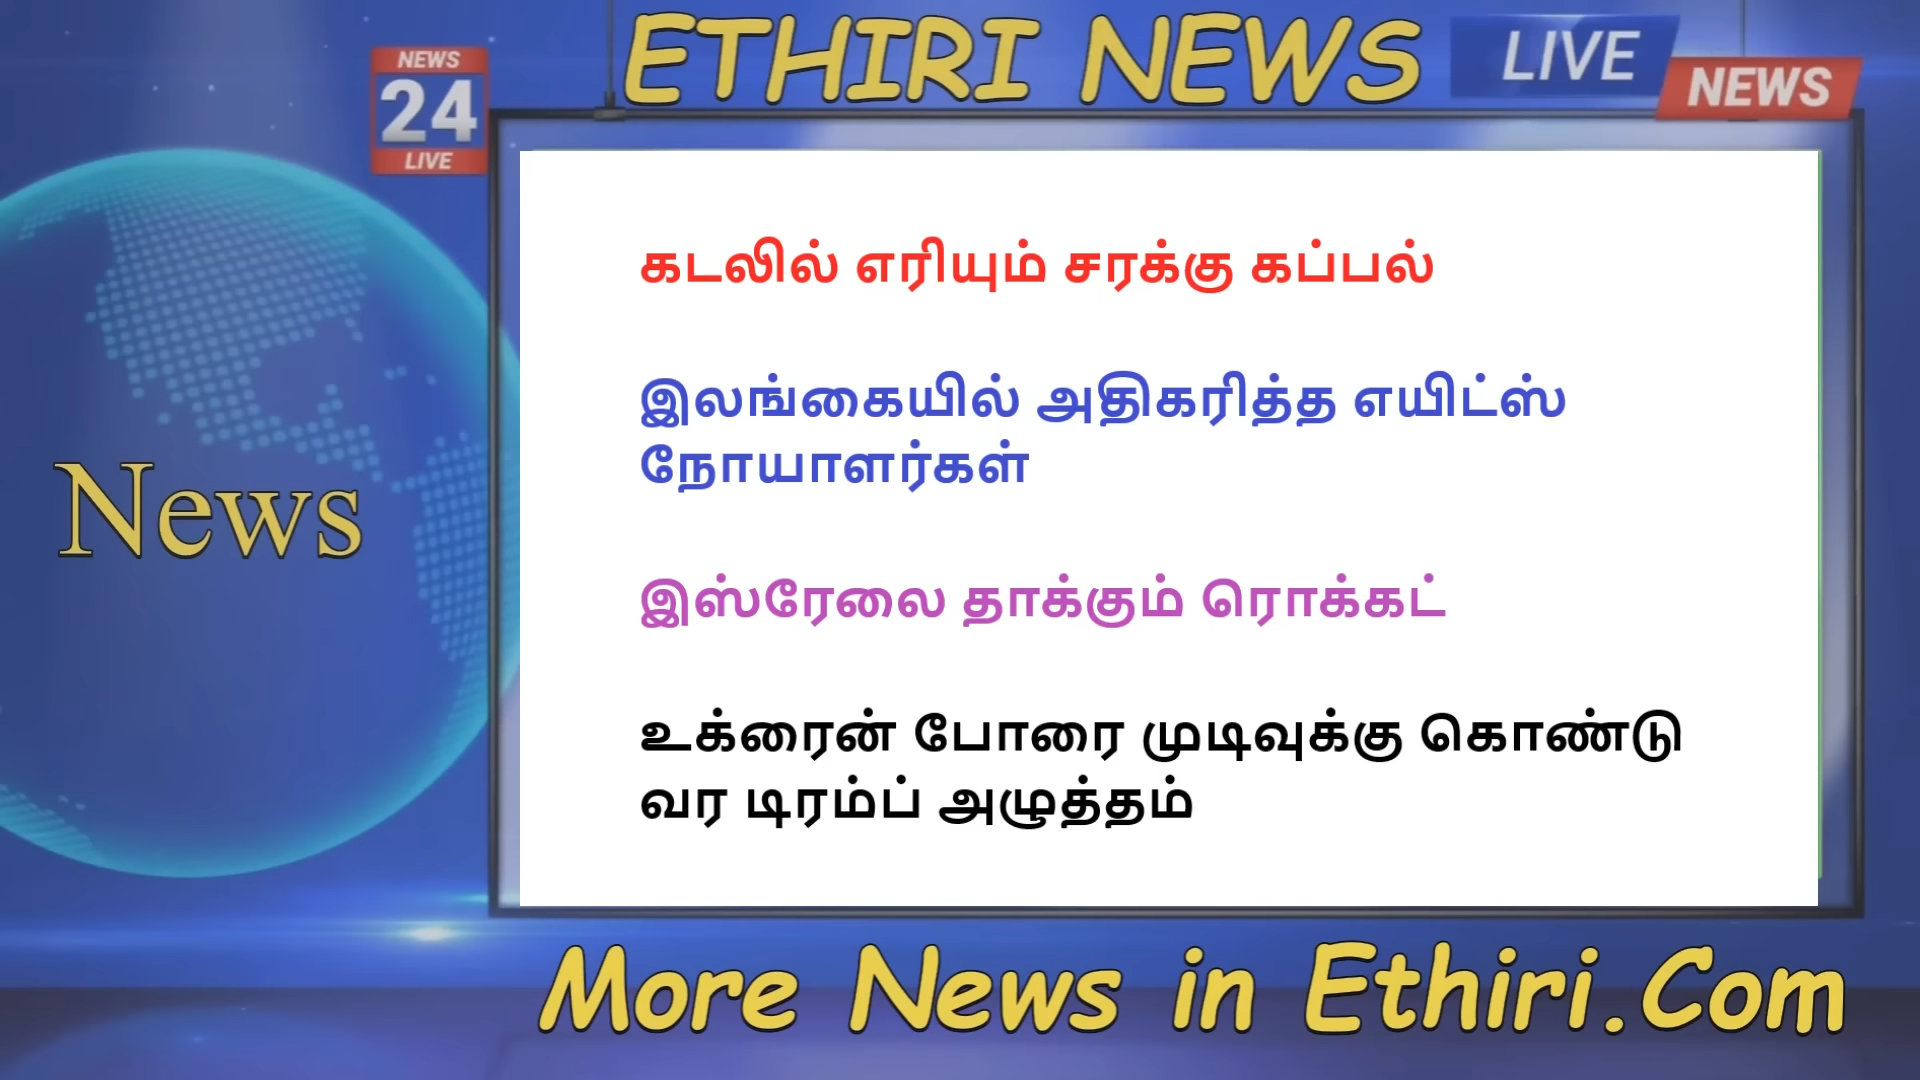 ETHIRI NEWS
LIVE
NEWS
NEWS
24
LIVE
கடலில் எரியும் சரக்கு கப்பல்
இலங்கையில் அதிகரித்த எயிட்ஸ்
நோயாளர்கள்
News
இஸ்ரேலை தாக்கும் ரொக்கட்
உக்ரைன் போரை முடிவுக்கு கொண்டு
வர டிரம்ப் அழுத்தம்
More News in Ethiri.Com